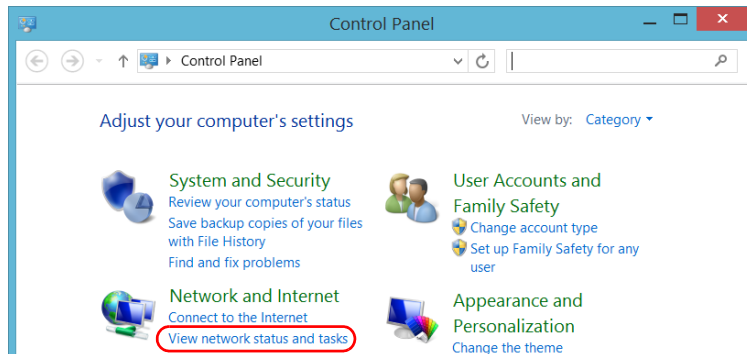 Control Panel
Control Panel
Adjust your computer's settings
View by: Category
System and Security
Review your computer's status
Save backup copies of your files
with File History
Find and fix problems
Network and Internet
Connect to the Internet
View network status and tasks
User Accounts and
Family Safety
Change account type
Set up Family Safety for any
user
Appearance and
Personalization
Change the theme